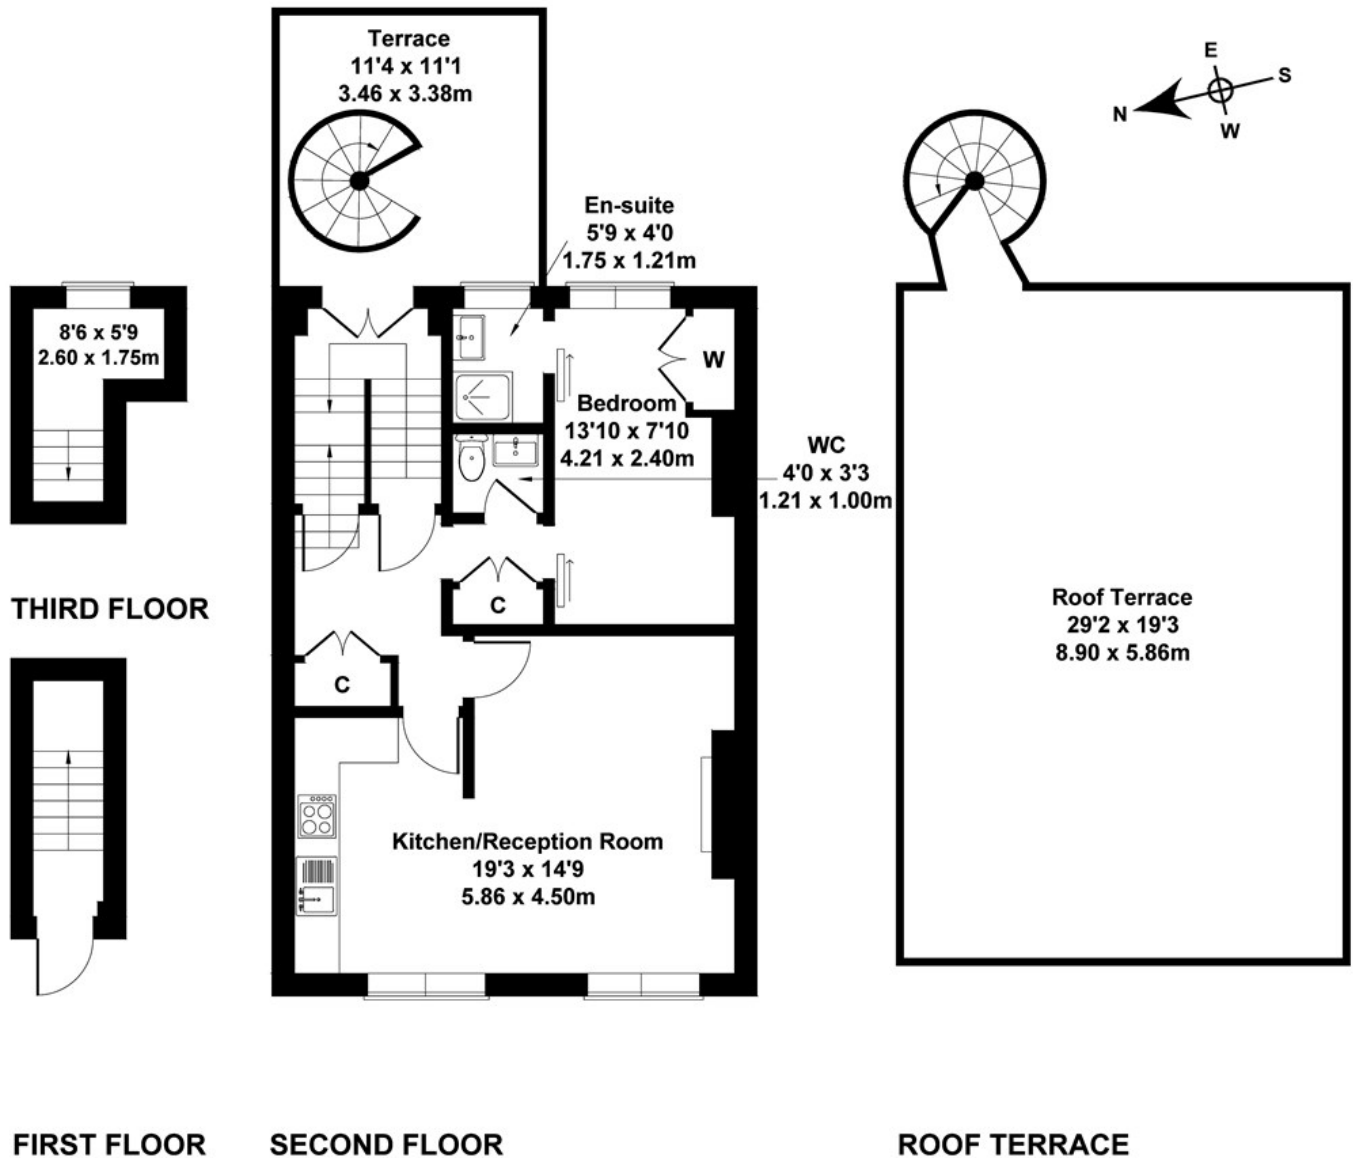 Terrace
11'4 x 11'1
3.46 x 3.38m
E
S
N
W
En-suite
5'9 x 4'0
1.75 x 1.21m
8'6 x 5'9
2.60 x 1.75m
W
Bedroom
13'10 x 7'10
4.21 x 2.40m
WC
4'0 x 3'3
1.21 x 1.00m
THIRD FLOOR
C
C
Roof Terrace
29'2 x 19'3
8.90 x 5.86m
Kitchen/Reception Room
19'3 x 14'9
5.86 x 4.50m
FIRST FLOOR
SECOND FLOOR
ROOF TERRACE